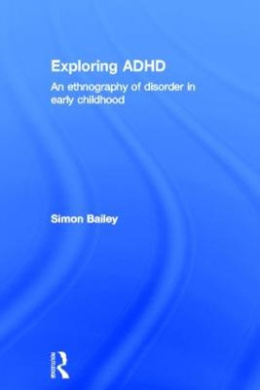 Exploring ADHD
An ethnography of disorder in
early childhood
Simon Bailey
ROUTLEDGE